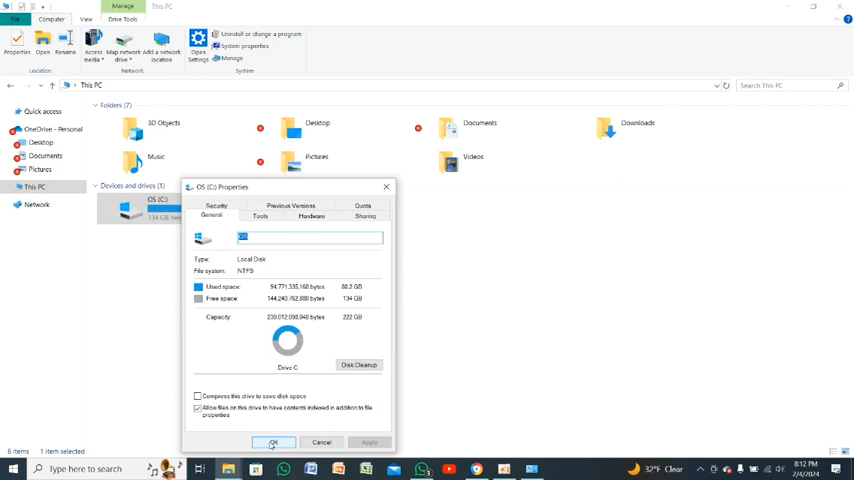 Manage
This PC
File
Computer
View
Drive Tools
Properties
Open
Rename
Access media
Map network drive
Add a network location
Open Settings
Uninstall or change a program
System properties
Manage
Location
Network
System
This PC
Search This PC
Quick access
OneDrive - Personal
Desktop
Documents
Pictures
This PC
Network
Folders (7)
3D Objects
Desktop
Documents
Downloads
Music
Pictures
Videos
Devices and drives (1)
OS (C:)
134 GB free
OS (C:) Properties
Security
Previous Versions
Quota
General
Tools
Hardware
Sharing
OS
Type: Local Disk
File system: NTFS
Used space: 94,771,335,168 bytes 88.2 GB
Free space: 144,240,762,880 bytes 134 GB
Capacity: 239,012,098,048 bytes 222 GB
Drive C:
Disk Cleanup
Compress this drive to save disk space
Allow files on this drive to have contents indexed in addition to file
properties
OK
Cancel
Apply
8 items
1 item selected
Type here to search
32°F Clear
8:12 PM
2/4/2024